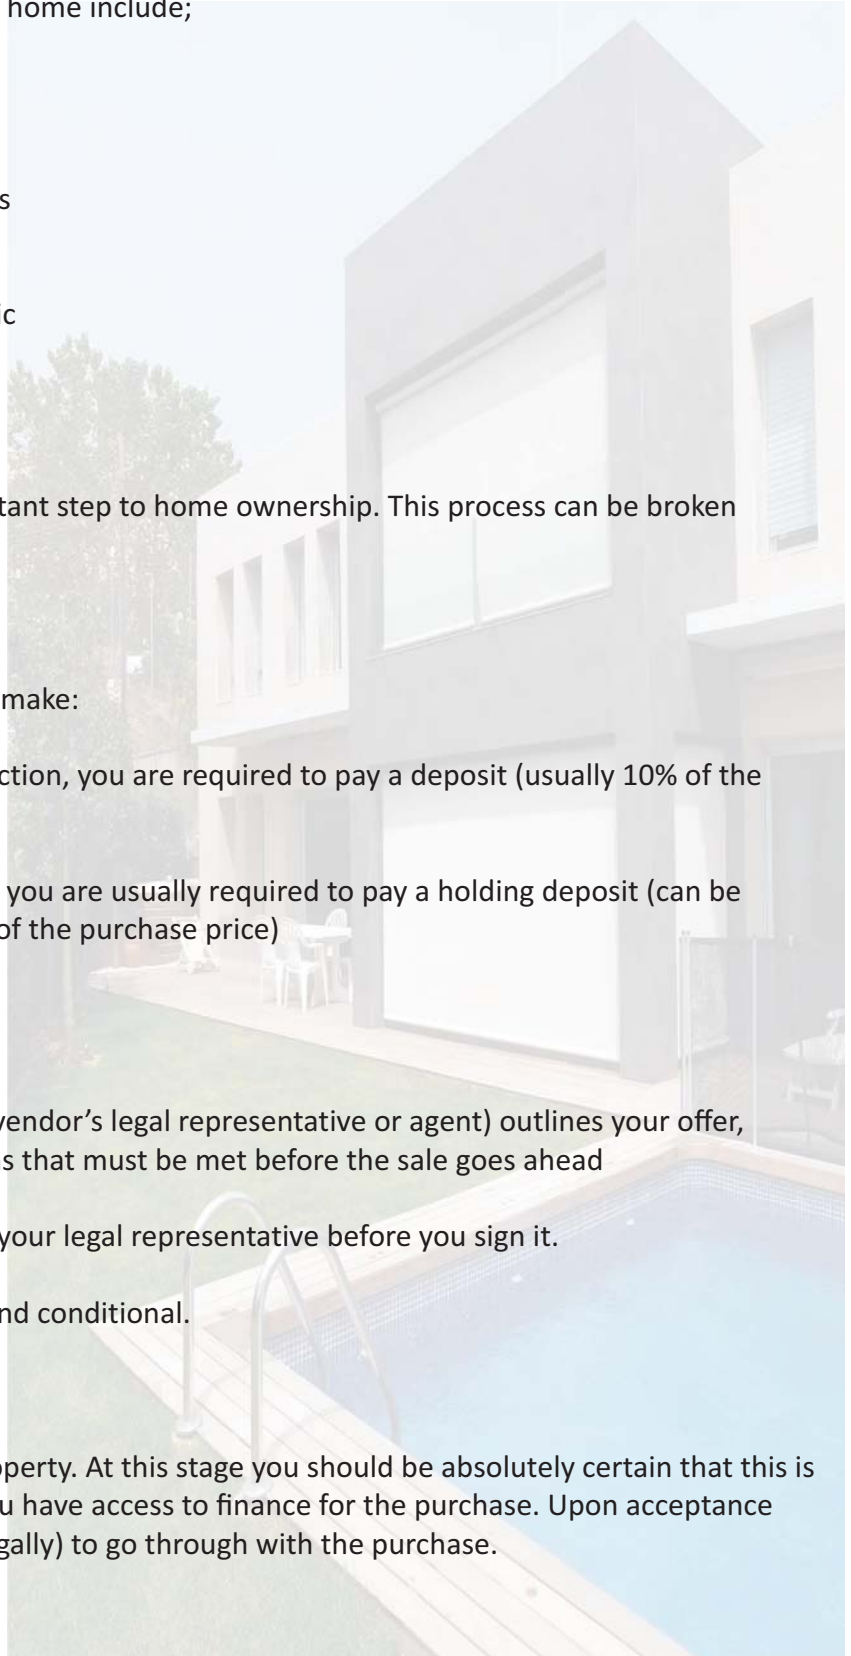 home include;
s
ic
tant step to home ownership. This process can be broken
make:
ction, you are required to pay a deposit (usually 10% of the
you are usually required to pay a holding deposit (can be
of the purchase price)
vendor’s legal representative or agent) outlines your offer,
s that must be met before the sale goes ahead
your legal representative before you sign it.
nd conditional.
perty. At this stage you should be absolutely certain that this is
u have access to finance for the purchase. Upon acceptance
gally) to go through with the purchase.